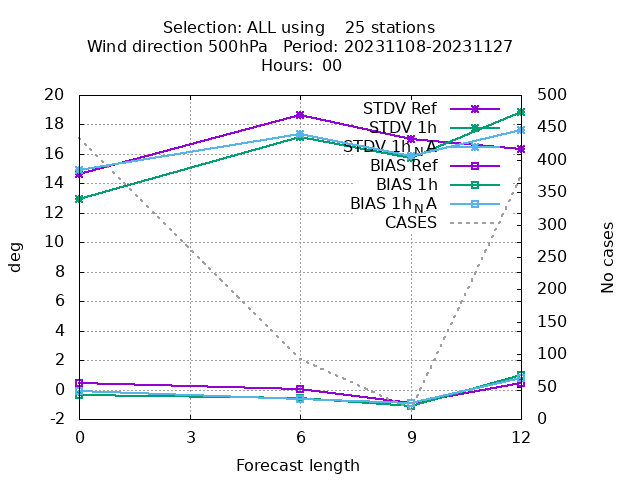 Selection: ALL using    25 stations
Wind direction 500hPa   Period: 20231108-20231127
Hours: 00
deg
20
18
16
14
12
10
8
6
4
2
0
-2
0 3 6 9 12
Forecast length
STDV Ref
STDV 1h
STDV 1h_NA
BIAS Ref
BIAS 1h
BIAS 1h_NA
CASES
500
450
400
350
300
250
200
150
100
50
0
No cases